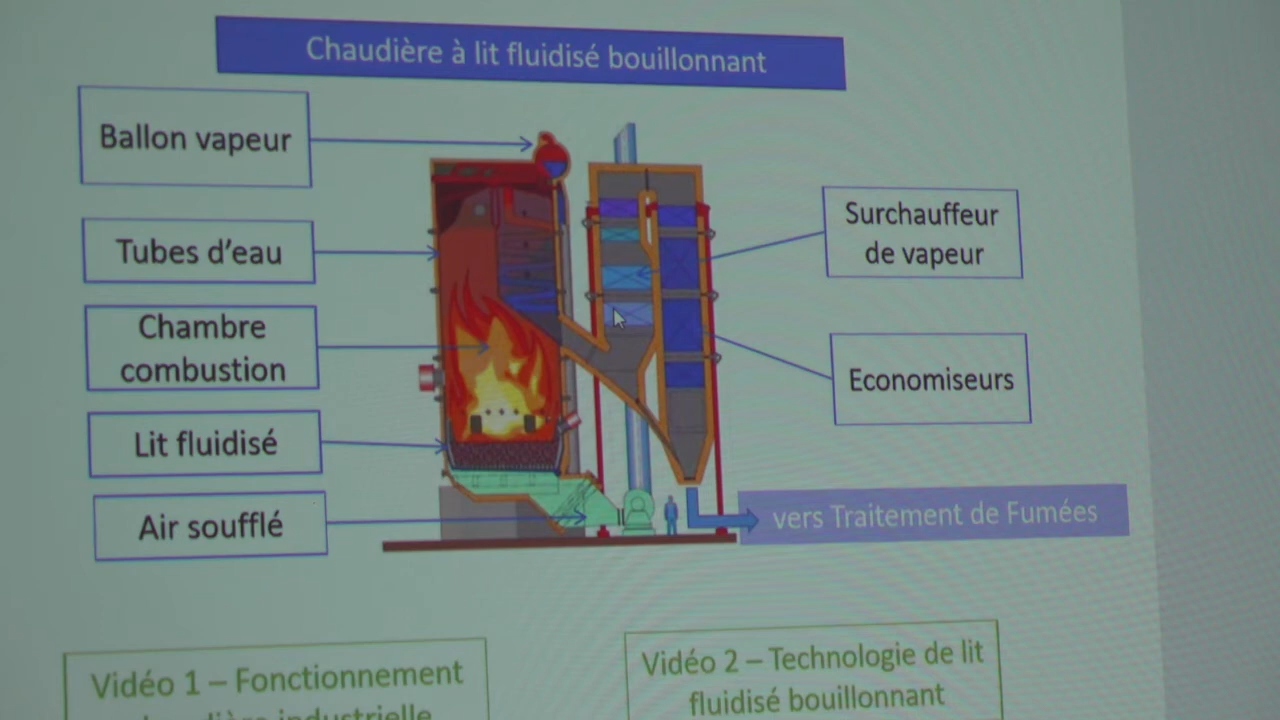 Chaudière à lit fluidisé bouillonnant
Ballon vapeur
Tubes d'eau
Chambre
combustion
Lit fluidisé
Air soufflé
Surchauffeur
de vapeur
Economiseurs
vers Traitement de Fumées
Vidéo 1 – Fonctionnement
industrielle
Vidéo 2 – Technologie de lit
fluidisé bouillonnant